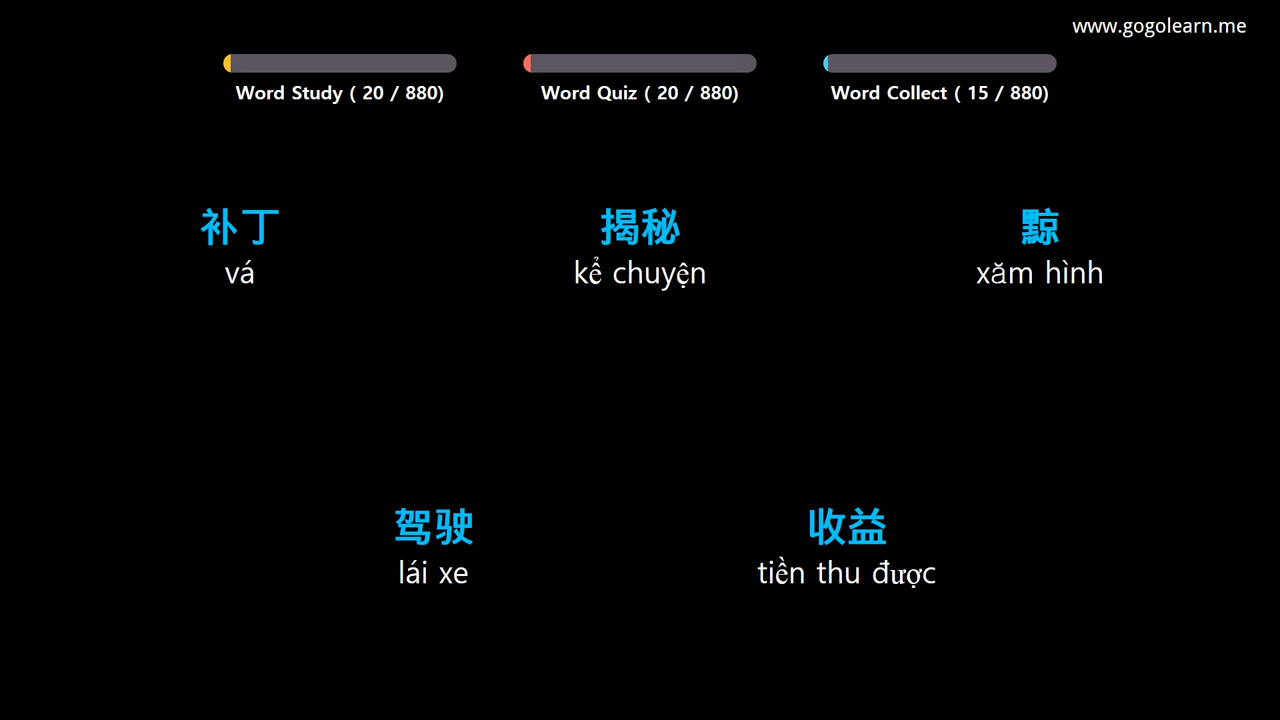 www.gogolearn.me
Word Study ( 20 / 880)
Word Quiz ( 20 / 880)
Word Collect ( 15 / 880)
补丁
vá
揭秘
kể chuyện
黥
xăm hình
驾驶
lái xe
收益
tiền thu được